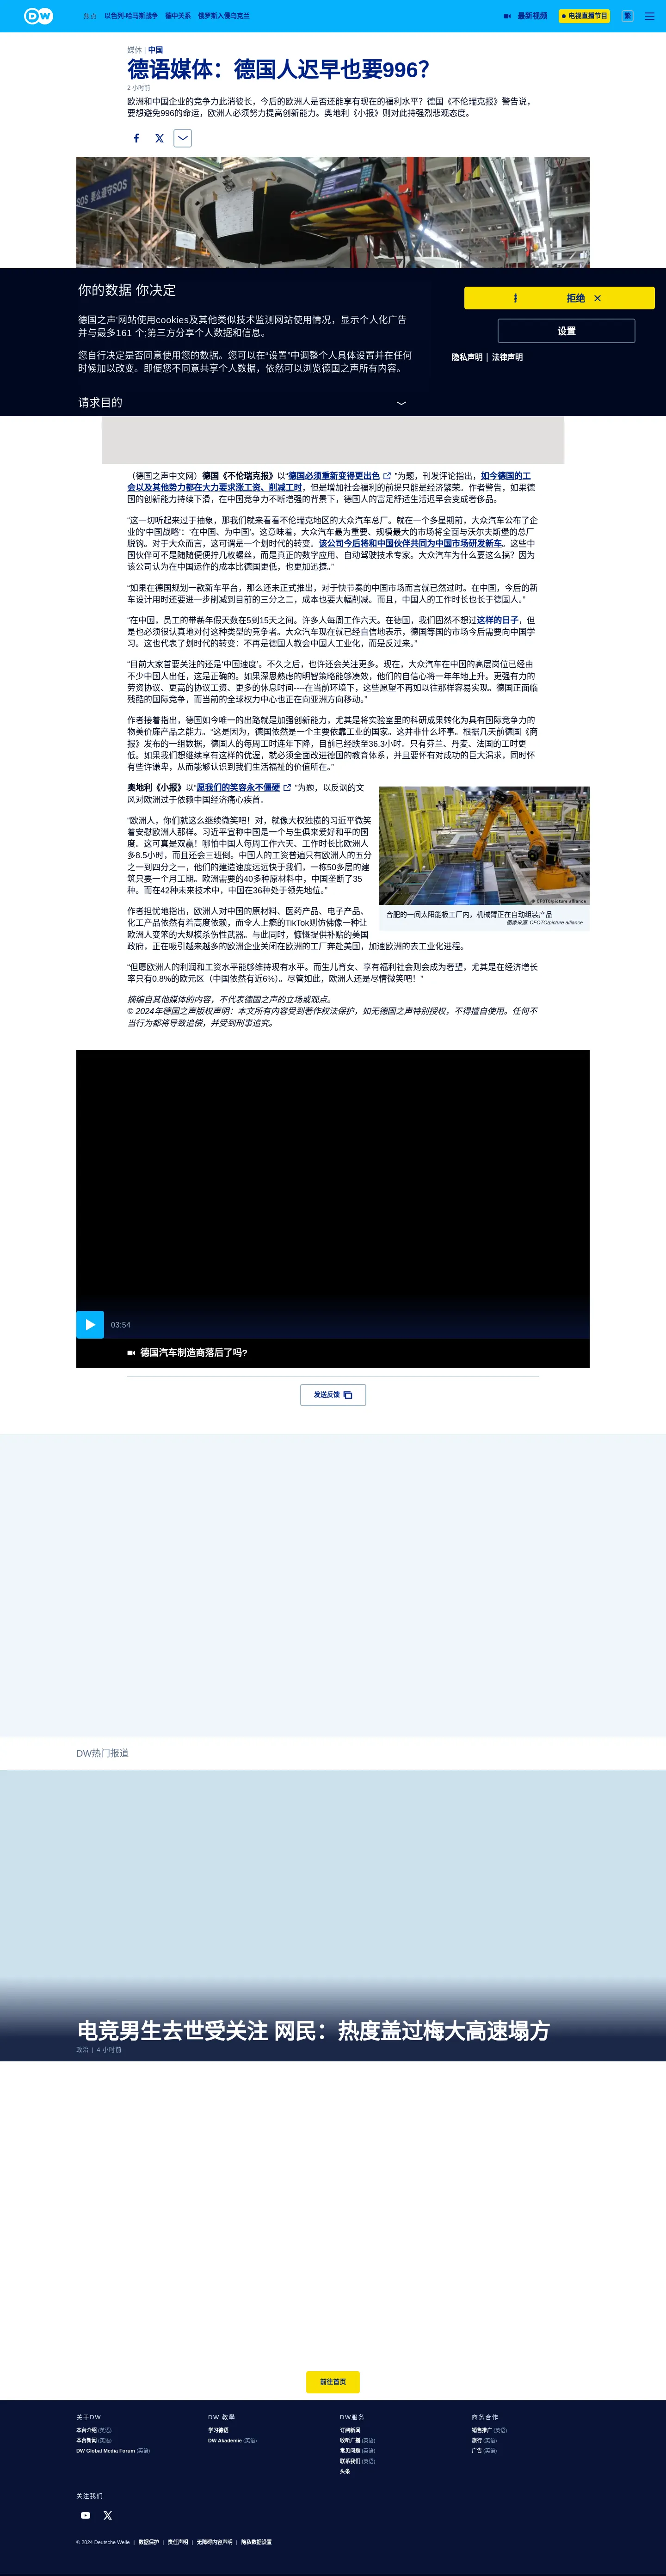 DW
焦点 以色列-哈马斯战争 德中关系 俄罗斯入侵乌克兰
最新视频 电视直播节目 繁
媒体 | 中国
德语媒体：德国人迟早也要996？
2 小时前
欧洲和中国企业的竞争力此消彼长，今后的欧洲人是否还能享有现在的福利水平？德国《不伦瑞克报》警告说，
要想避免996的命运，欧洲人必须努力提高创新能力。奥地利《小报》则对此持强烈悲观态度。
SOS
SOS
你的数据 你决定
德国之声'网站使用cookies及其他类似技术监测网站使用情况，显示个人化广告
并与最多161 个;第三方分享个人数据和信息。
您自行决定是否同意使用您的数据。您可以在“设置”中调整个人具体设置并在任何
时候加以改变。即便您不同意共享个人数据，依然可以浏览德国之声所有内容。
请求目的
拒绝
设置
隐私声明 | 法律声明
（德国之声中文网）德国《不伦瑞克报》以“德国必须重新变得更出色 ”为题，刊发评论指出，如今德国的工
会以及其他势力都在大力要求涨工资、削减工时，但是增加社会福利的前提只能是经济繁荣。作者警告，如果德
国的创新能力持续下滑，在中国竞争力不断增强的背景下，德国人的富足舒适生活迟早会变成奢侈品。
“这一切听起来过于抽象，那我们就来看看不伦瑞克地区的大众汽车总厂。就在一个多星期前，大众汽车公布了企
业的‘中国战略’：‘在中国、为中国’。这意味着，大众汽车最为重要、规模最大的市场将全面与沃尔夫斯堡的总厂
脱钩。对于大众而言，这可谓是一个划时代的转变。该公司今后将和中国伙伴共同为中国市场研发新车。这些中
国伙伴可不是随随便便拧几枚螺丝，而是真正的数字应用、自动驾驶技术专家。大众汽车为什么要这么搞？因为
该公司认为在中国运作的成本比德国更低，也更加迅捷。”
“如果在德国规划一款新车平台，那么还未正式推出，对于快节奏的中国市场而言就已然过时。在中国，今后的新
车设计用时还要进一步削减到目前的三分之二，成本也要大幅削减。而且，中国人的工作时长也长于德国人。”
“在中国，员工的带薪年假天数在5到15天之间。许多人每周工作六天。在德国，我们固然不想过这样的日子，但
是也必须很认真地对付这种类型的竞争者。大众汽车现在就已经自信地表示，德国等国的市场今后需要向中国学
习。这也代表了划时代的转变：不再是德国人教会中国人工业化，而是反过来。”
“目前大家首要关注的还是‘中国速度’。不久之后，也许还会关注更多。现在，大众汽车在中国的高层岗位已经由
不少中国人出任，这是正确的。如果深思熟虑的明智策略能够凑效，他们的自信心将一年年地上升。更强有力的
劳资协议、更高的协议工资、更多的休息时间----在当前环境下，这些愿望不再如以往那样容易实现。德国正面临
残酷的国际竞争，而当前的全球权力中心也正在向亚洲方向移动。”
作者接着指出，德国如今唯一的出路就是加强创新能力，尤其是将实验室里的科研成果转化为具有国际竞争力的
物美价廉产品之能力。“这是因为，德国依然是一个主要依靠工业的国家。这并非什么坏事。根据几天前德国《商
报》发布的一组数据，德国人的每周工时连年下降，目前已经跌至36.3小时。只有芬兰、丹麦、法国的工时更
低。如果我们想继续享有这样的优渥，就必须全面改进德国的教育体系，并且要怀有对成功的巨大渴求，同时怀
有些许谦卑，从而能够认识到我们生活福祉的价值所在。”
奥地利《小报》以“愿我们的笑容永不僵硬 ”为题，以反讽的文
风对欧洲过于依赖中国经济痛心疾首。
“欧洲人，你们就这么继续微笑吧！对，就像大权独揽的习近平微笑
着安慰欧洲人那样。习近平宣称中国是一个与生俱来爱好和平的国
度。这可真是双赢！哪怕中国人每周工作六天、工作时长比欧洲人
多8.5小时，而且还会三班倒。中国人的工资普遍只有欧洲人的五分
之一到四分之一，他们的建造速度远远快于我们，一栋50多层的建
筑只要一个月工期。欧洲需要的40多种原材料中，中国垄断了35
种。而在42种未来技术中，中国在36种处于领先地位。”
© CFOTO/picture alliance
合肥的一间太阳能板工厂内，机械臂正在自动组装产品
图像来源: CFOTO/picture alliance
作者担忧地指出，欧洲人对中国的原材料、医药产品、电子产品、
化工产品依然有着高度依赖，而令人上瘾的TikTok则仿佛像一种让
欧洲人变笨的大规模杀伤性武器。与此同时，慷慨提供补贴的美国
政府，正在吸引越来越多的欧洲企业关闭在欧洲的工厂奔赴美国，加速欧洲的去工业化进程。
“但愿欧洲人的利润和工资水平能够维持现有水平。而生儿育女、享有福利社会则会成为奢望，尤其是在经济增长
率只有0.8%的欧元区（中国依然有近6%）。尽管如此，欧洲人还是尽情微笑吧！”
摘编自其他媒体的内容，不代表德国之声的立场或观点。
© 2024年德国之声版权声明：本文所有内容受到著作权法保护，如无德国之声特别授权，不得擅自使用。任何不
当行为都将导致追偿，并受到刑事追究。
03:54
德国汽车制造商落后了吗?
发送反馈
DW热门报道
电竞男生去世受关注 网民：热度盖过梅大高速塌方
政治 | 4 小时前
前往首页
关于DW
本台介绍 (英语)
本台新闻 (英语)
DW Global Media Forum (英语)
DW 教学
学习德语
DW Akademie (英语)
DW服务
订阅新闻
收听广播 (英语)
常见问题 (英语)
联系我们 (英语)
头条
商务合作
销售推广 (英语)
旅行 (英语)
广告 (英语)
关注我们
© 2024 Deutsche Welle | 数据保护 | 责任声明 | 无障碍内容声明 | 隐私数据设置